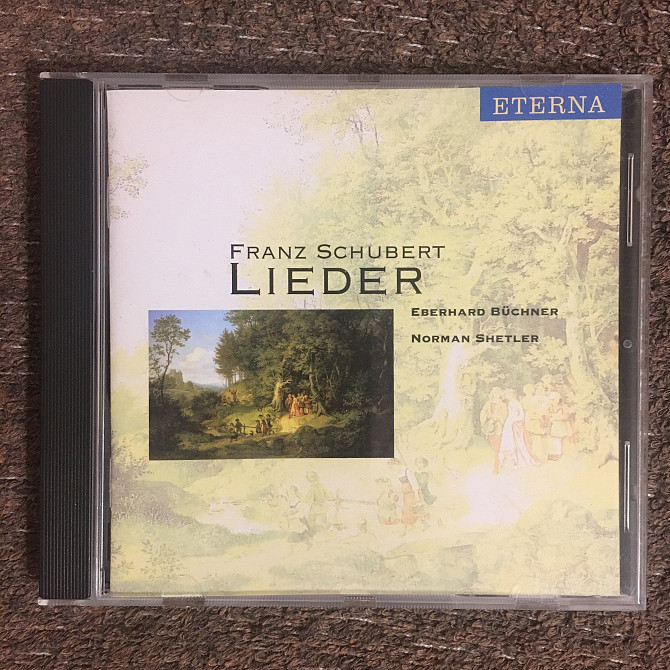 ETERNA
FRANZ SCHUBERT
LIEDER
EBERHARD BÜCHNER
NORMAN SHETLER